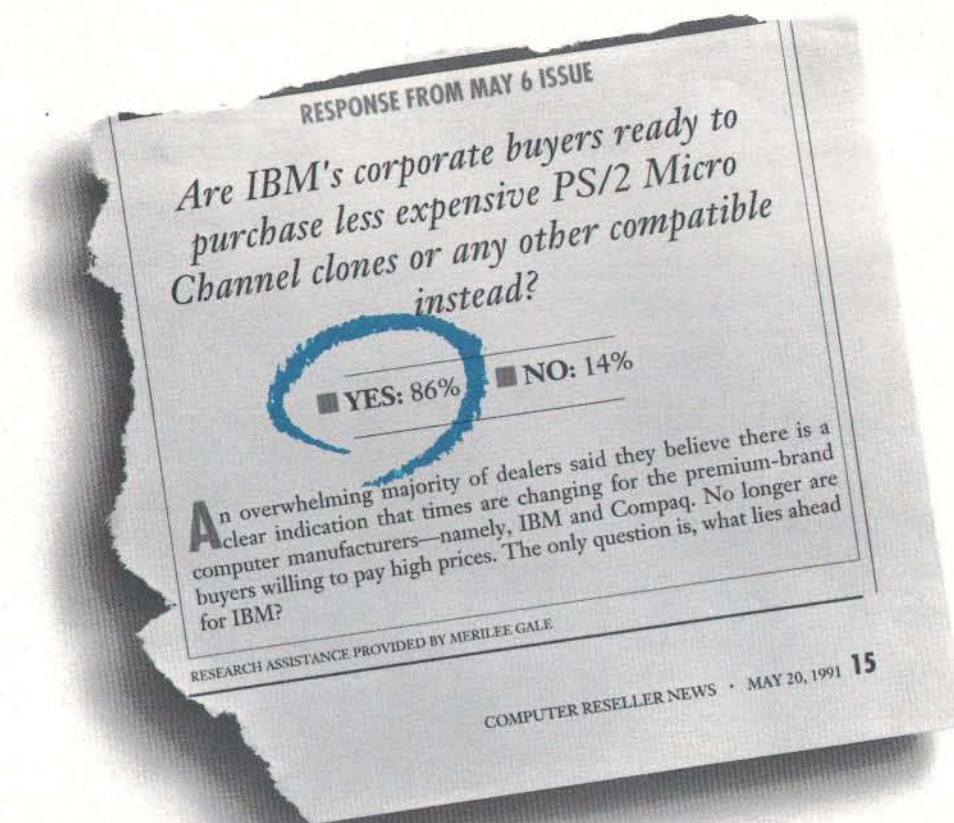 RESPONSE FROM MAY 6 ISSUE
Are IBM's corporate buyers ready to
purchase less expensive PS/2 Micro
Channel clones or any other compatible
instead?
■ YES: 86% ■ NO: 14%
An overwhelming majority of dealers said they believe there is a
clear indication that times are changing for the premium-brand
computer manufacturers—namely, IBM and Compaq. No longer are
buyers willing to pay high prices. The only question is, what lies ahead
for IBM?
RESEARCH ASSISTANCE PROVIDED BY MERILEE GALE
COMPUTER RESELLER NEWS · MAY 20, 1991 15